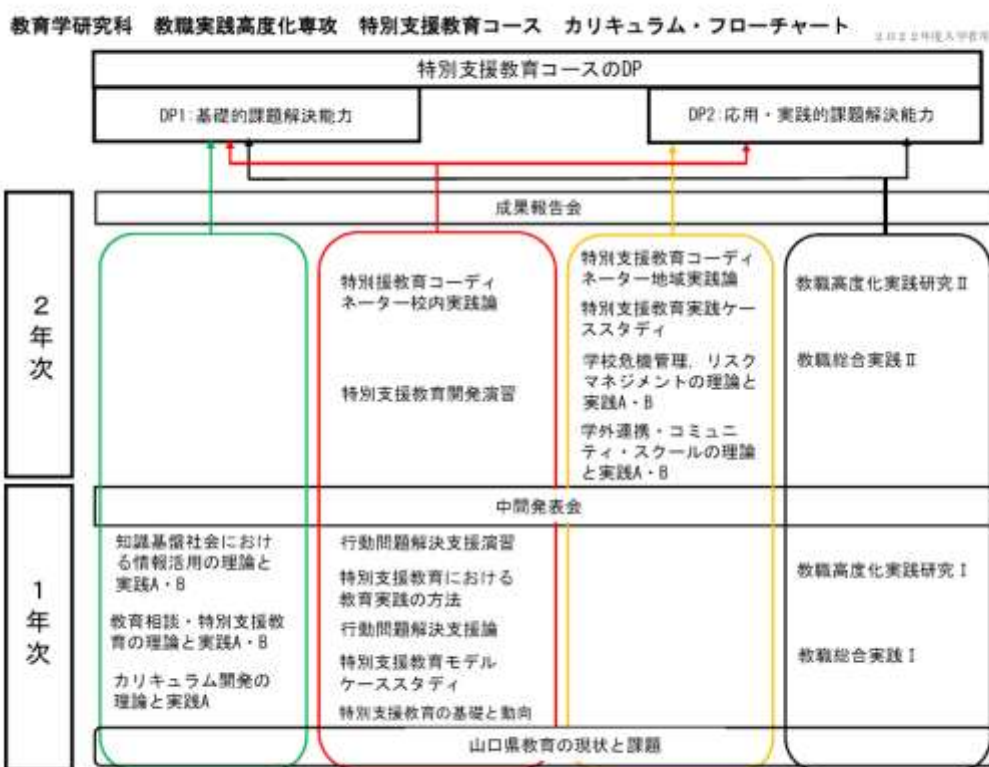 教育学研究科　教職実践高度化専攻　特別支援教育コース　カリキュラム・フローチャート
2022年度入学者用
特別支援教育コースのDP
DP1:基礎的課題解決能力
DP2:応用・実践的課題解決能力
成果報告会
2年次
特別援教育コーディ
ネーター校内実践論
特別支援教育開発演習
特別支援教育コーディ
ネーター地域実践論
特別支援教育実践ケー
ススタディ
学校危機管理、リスク
マネジメントの理論と
実践A・B
学外連携・コミュニ
ティ・スクールの理論
と実践A・B
教職高度化実践研究Ⅱ
教職総合実践Ⅱ
中間発表会
1年次
知識基盤社会におけ
る情報活用の理論と
実践A・B
教育相談・特別支援教
育の理論と実践A・B
カリキュラム開発の
理論と実践A
行動問題解決支援演習
特別支援教育における
教育実践の方法
行動問題解決支援論
特別支援教育モデル
ケーススタディ
特別支援教育の基礎と動向
教職高度化実践研究Ⅰ
教職総合実践Ⅰ
山口県教育の現状と課題